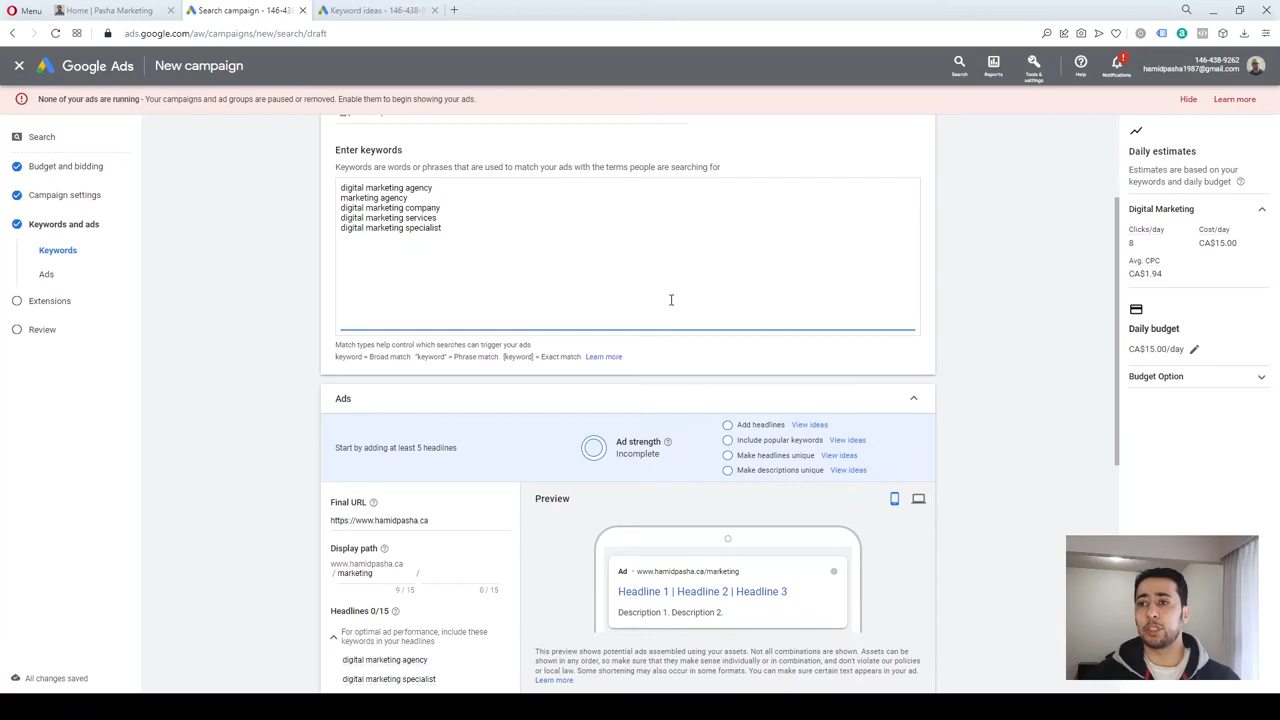 Menu
Home | Pasha Marketing
Search campaign - 146-438
Keyword ideas - 146-438-9
ads.google.com/aw/campaigns/new/search/draft
Google Ads
New campaign
Search
Reports
Tools & settings
Help
Notifications
146-438-9262
hamidpasha1987@gmail.com
None of your ads are running - Your campaigns and ad groups are paused or removed. Enable them to begin showing your ads.
Hide
Learn more
Search
Budget and bidding
Campaign settings
Keywords and ads
Keywords
Ads
Extensions
Review
All changes saved
Enter keywords
Keywords are words or phrases that are used to match your ads with the terms people are searching for
digital marketing agency
marketing agency
digital marketing company
digital marketing services
digital marketing specialist
Match types help control which searches can trigger your ads
keyword = Broad match "keyword" = Phrase match [keyword] = Exact match Learn more
Ads
Start by adding at least 5 headlines
Ad strength
Incomplete
Add headlines View ideas
Include popular keywords View ideas
Make headlines unique View ideas
Make descriptions unique View ideas
Final URL
https://www.hamidpasha.ca
Display path
www.hamidpasha.ca
/ marketing /
9 / 15
0 / 15
Headlines 0/15
For optimal ad performance, include these
keywords in your headlines
digital marketing agency
digital marketing specialist
Preview
Ad · www.hamidpasha.ca/marketing
Headline 1 | Headline 2 | Headline 3
Description 1. Description 2.
This preview shows potential ads assembled using your assets. Not all combinations are shown. Assets can be
shown in any order, so make sure that they make sense individually or in combination, and don't violate our policies
or local law. Some shortening may also occur in some formats. You can make sure certain text appears in your ad.
Learn more
Daily estimates
Estimates are based on your
keywords and daily budget
Digital Marketing
Clicks/day
8
Cost/day
CA$15.00
Avg. CPC
CA$1.94
Daily budget
CA$15.00/day
Budget Option